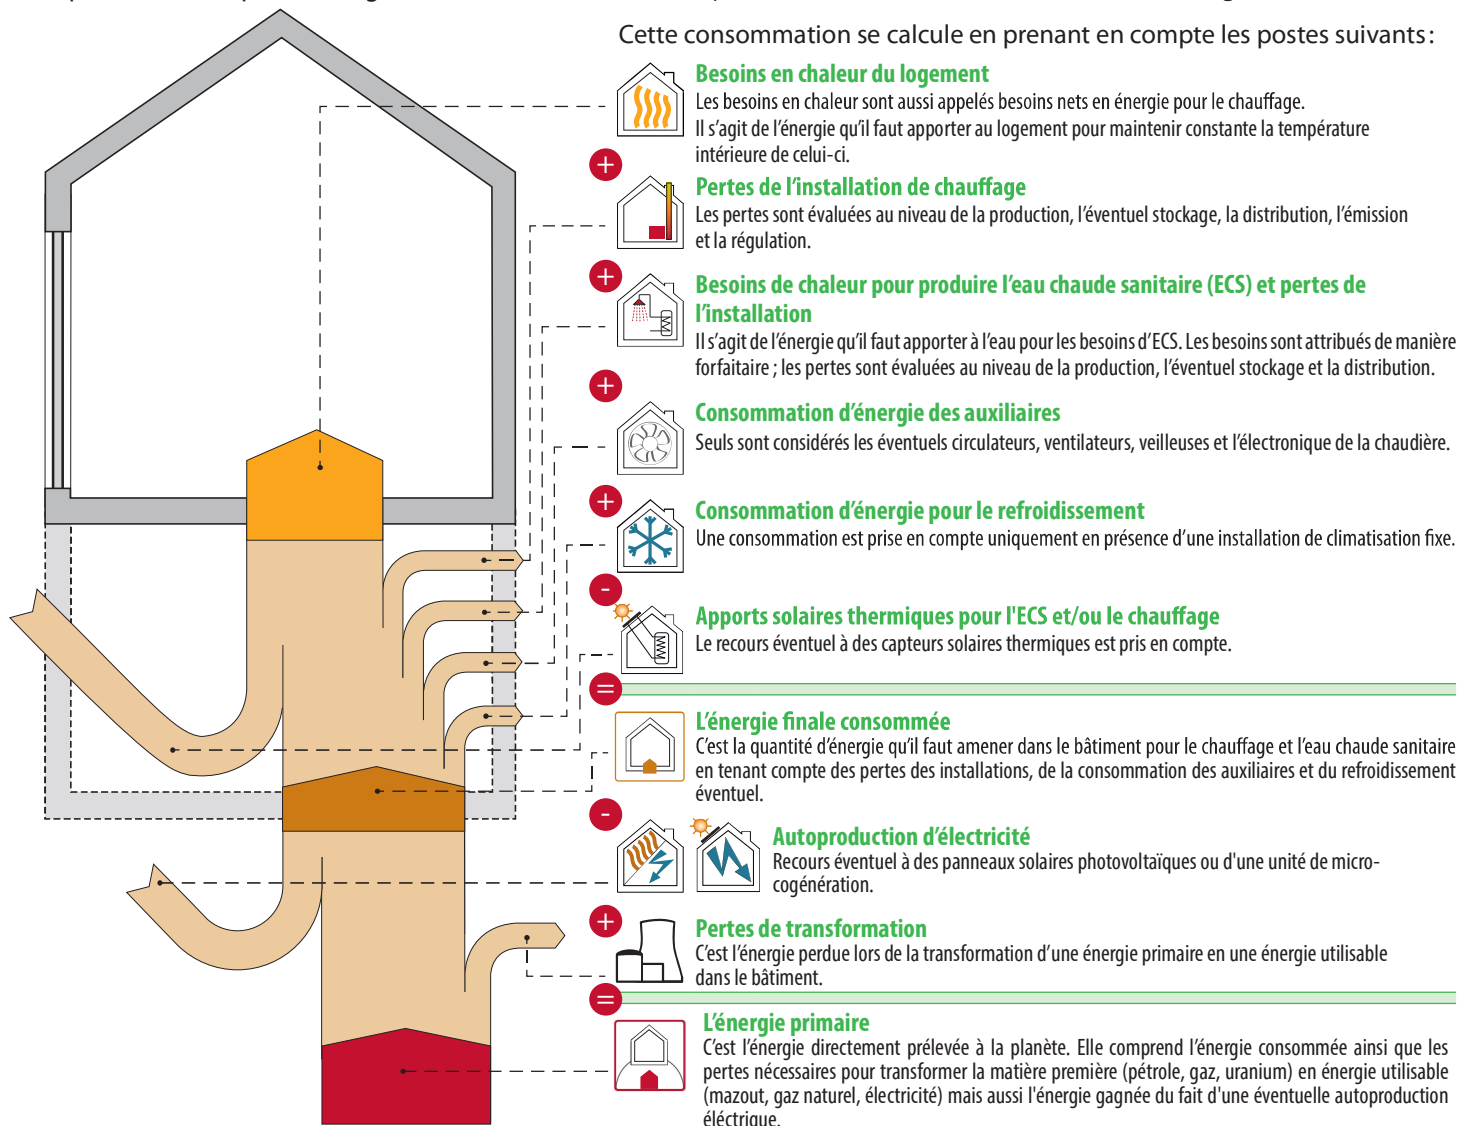 Cette consommation se calcule en prenant en compte les postes suivants :
Besoins en chaleur du logement
Les besoins en chaleur sont aussi appelés besoins nets en énergie pour le chauffage.
Il s’agit de l’énergie qu’il faut apporter au logement pour maintenir constante la température
intérieure de celui-ci.
+
Pertes de l’installation de chauffage
Les pertes sont évaluées au niveau de la production, l’éventuel stockage, la distribution, l’émission
et la régulation.
+
Besoins de chaleur pour produire l’eau chaude sanitaire (ECS) et pertes de
l’installation
Il s’agit de l’énergie qu’il faut apporter à l’eau pour les besoins d’ECS. Les besoins sont attribués de manière
forfaitaire ; les pertes sont évaluées au niveau de la production, l’éventuel stockage et la distribution.
+
Consommation d’énergie des auxiliaires
Seuls sont considérés les éventuels circulateurs, ventilateurs, veilleuses et l’électronique de la chaudière.
+
Consommation d’énergie pour le refroidissement
Une consommation est prise en compte uniquement en présence d’une installation de climatisation fixe.
-
Apports solaires thermiques pour l'ECS et/ou le chauffage
Le recours éventuel à des capteurs solaires thermiques est pris en compte.
=
L’énergie finale consommée
C’est la quantité d’énergie qu’il faut amener dans le bâtiment pour le chauffage et l’eau chaude sanitaire
en tenant compte des pertes des installations, de la consommation des auxiliaires et du refroidissement
éventuel.
-
Autoproduction d’électricité
Recours éventuel à des panneaux solaires photovoltaïques ou d'une unité de micro-
cogénération.
+
Pertes de transformation
C’est l’énergie perdue lors de la transformation d’une énergie primaire en une énergie utilisable
dans le bâtiment.
=
L’énergie primaire
C’est l’énergie directement prélevée à la planète. Elle comprend l’énergie consommée ainsi que les
pertes nécessaires pour transformer la matière première (pétrole, gaz, uranium) en énergie utilisable
(mazout, gaz naturel, électricité) mais aussi l'énergie gagnée du fait d'une éventuelle autoproduction
éléctrique.